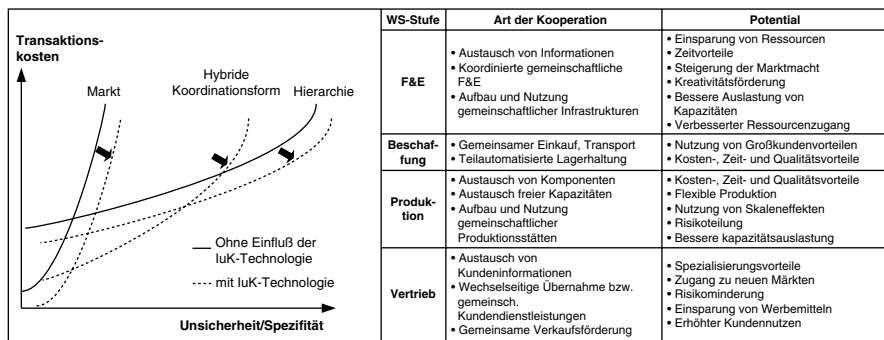 Transaktions-
kosten
Markt
Hybride
Koordinationsform
Hierarchie
Ohne Einfluß der
IuK-Technologie
mit IuK-Technologie
Unsicherheit/Spezifität
WS-Stufe
Art der Kooperation
Potential
F&E
• Austausch von Informationen
• Koordinierte gemeinschaftliche
F&E
• Aufbau und Nutzung
gemeinschaftlicher Infrastrukturen
• Einsparung von Ressourcen
• Zeitvorteile
• Steigerung der Marktmacht
• Kreativitätsförderung
• Bessere Auslastung von
Kapazitäten
• Verbesserter Ressourcenzugang
Beschaf-
fung
• Gemeinsamer Einkauf, Transport
• Teilautomatisierte Lagerhaltung
• Nutzung von Großkundenvorteilen
• Kosten-, Zeit- und Qualitätsvorteile
Produk-
tion
• Austausch von Komponenten
• Austausch freier Kapazitäten
• Aufbau und Nutzung
gemeinschaftlicher
Produktionsstätten
• Kosten-, Zeit- und Qualitätsvorteile
• Flexible Produktion
• Nutzung von Skaleneffekten
• Risikoteilung
• Bessere kapazitätsauslastung
Vertrieb
• Austausch von
Kundeninformationen
• Wechselseitige Übernahme bzw.
gemeinsch.
Kundendienstleistungen
• Gemeinsame Verkaufsförderung
• Spezialisierungsvorteile
• Zugang zu neuen Märkten
• Risikominderung
• Einsparung von Werbemitteln
• Erhöhter Kundennutzen